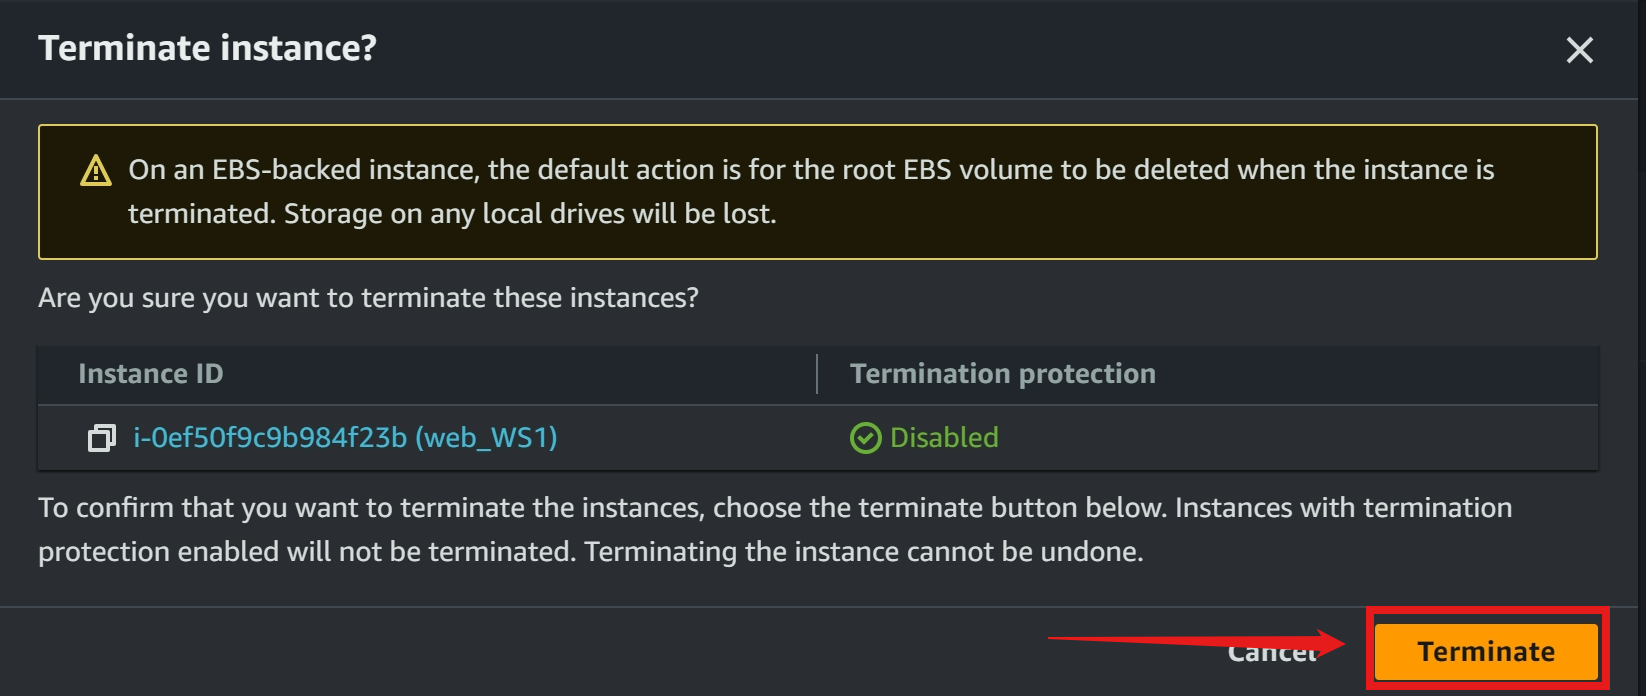 Terminate instance?
On an EBS-backed instance, the default action is for the root EBS volume to be deleted when the instance is
terminated. Storage on any local drives will be lost.
Are you sure you want to terminate these instances?
Instance ID
Termination protection
i-0ef50f9c9b984f23b (web_WS1)
Disabled
To confirm that you want to terminate the instances, choose the terminate button below. Instances with termination
protection enabled will not be terminated. Terminating the instance cannot be undone.
Cancel
Terminate